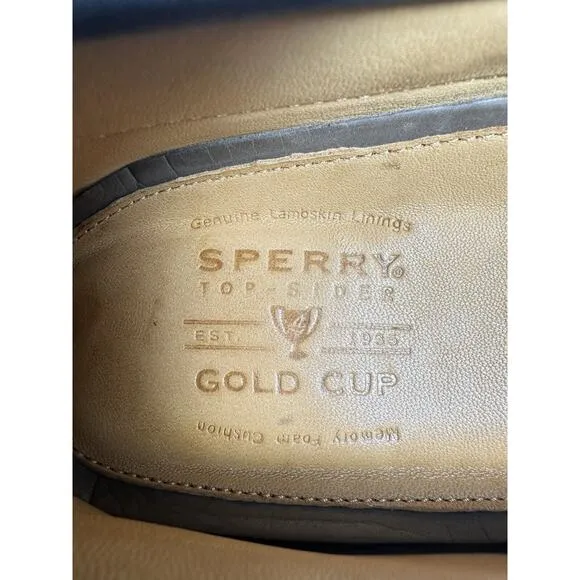 Genuine Lambskin Linings
SPERRY®
TOP-SIDER
EST. 1935
GOLD CUP
Memory Foam Cushion